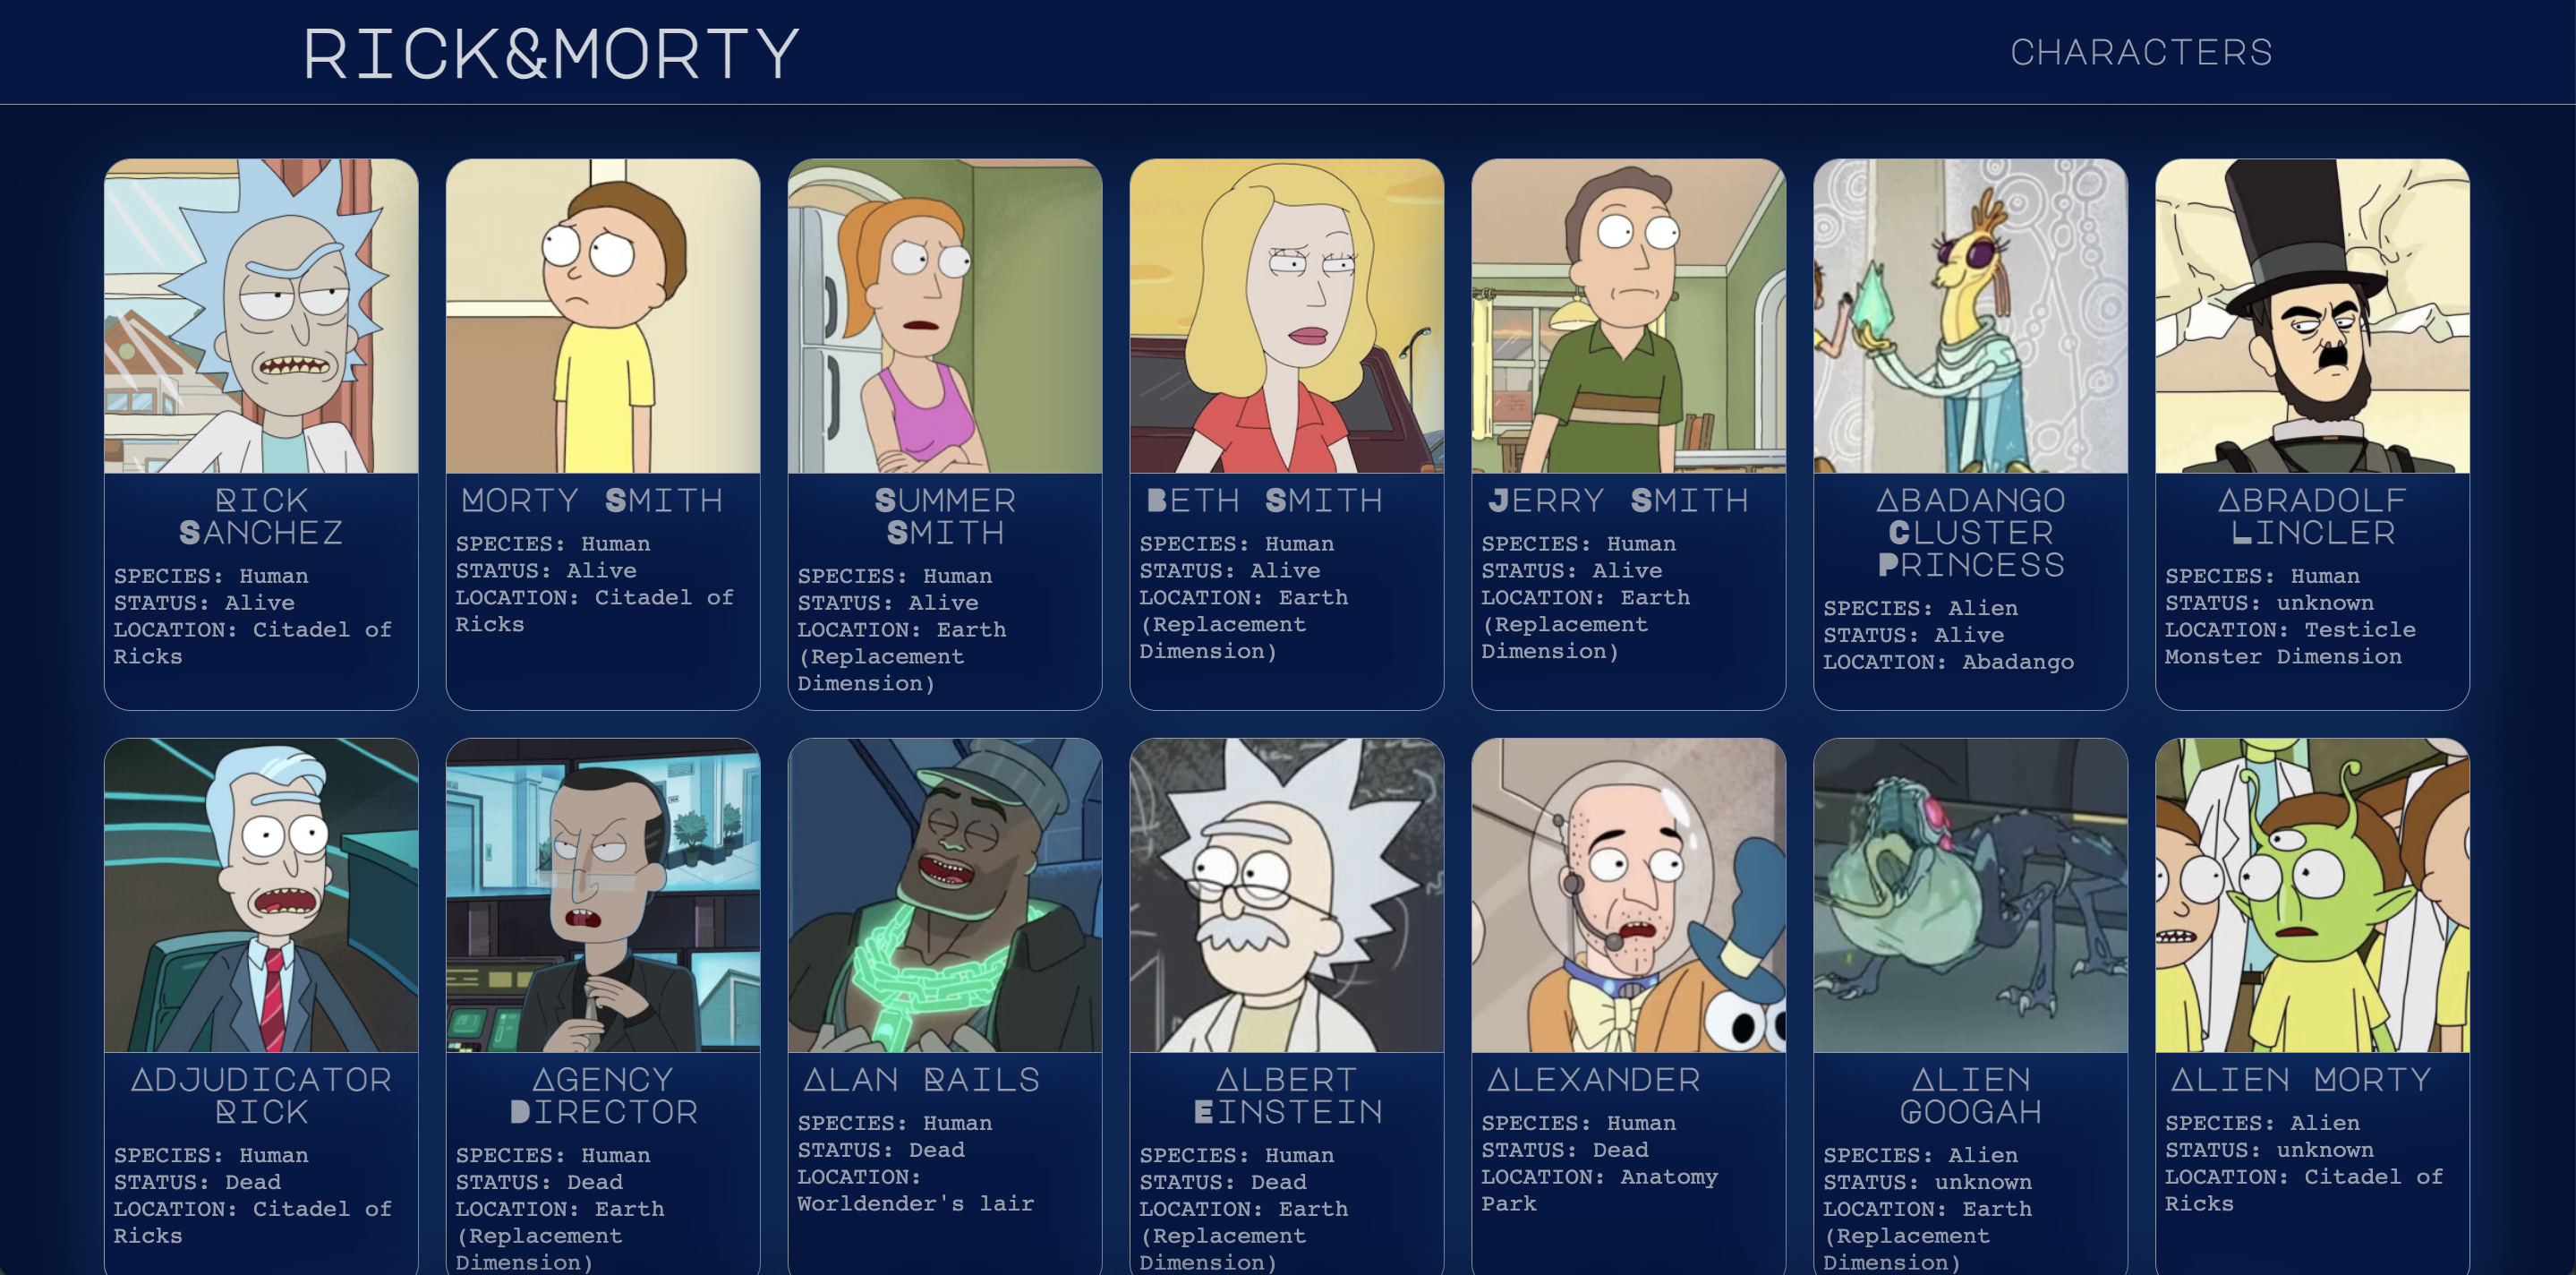 RICK&MORTY
CHARACTERS
RICK
SANCHEZ
SPECIES: Human
STATUS: Alive
LOCATION: Citadel of
Ricks
MORTY SMITH
SPECIES: Human
STATUS: Alive
LOCATION: Citadel of
Ricks
SUMMER
SMITH
SPECIES: Human
STATUS: Alive
LOCATION: Earth
(Replacement
Dimension)
BETH SMITH
SPECIES: Human
STATUS: Alive
LOCATION: Earth
(Replacement
Dimension)
JERRY SMITH
SPECIES: Human
STATUS: Alive
LOCATION: Earth
(Replacement
Dimension)
ABADANGO
CLUSTER
PRINCESS
SPECIES: Alien
STATUS: Alive
LOCATION: Abadango
ABRADOLF
LINCLER
SPECIES: Human
STATUS: unknown
LOCATION: Testicle
Monster Dimension
ADJUDICATOR
RICK
SPECIES: Human
STATUS: Dead
LOCATION: Citadel of
Ricks
AGENCY
DIRECTOR
SPECIES: Human
STATUS: Dead
LOCATION: Earth
(Replacement
Dimension)
ALAN RAILS
SPECIES: Human
STATUS: Dead
LOCATION:
Worldender's lair
ALBERT
EINSTEIN
SPECIES: Human
STATUS: Dead
LOCATION: Earth
(Replacement
Dimension)
ALEXANDER
SPECIES: Human
STATUS: Dead
LOCATION: Anatomy
Park
ALIEN
GOOGAH
SPECIES: Alien
STATUS: unknown
LOCATION: Earth
(Replacement
Dimension)
ALIEN MORTY
SPECIES: Alien
STATUS: unknown
LOCATION: Citadel of
Ricks